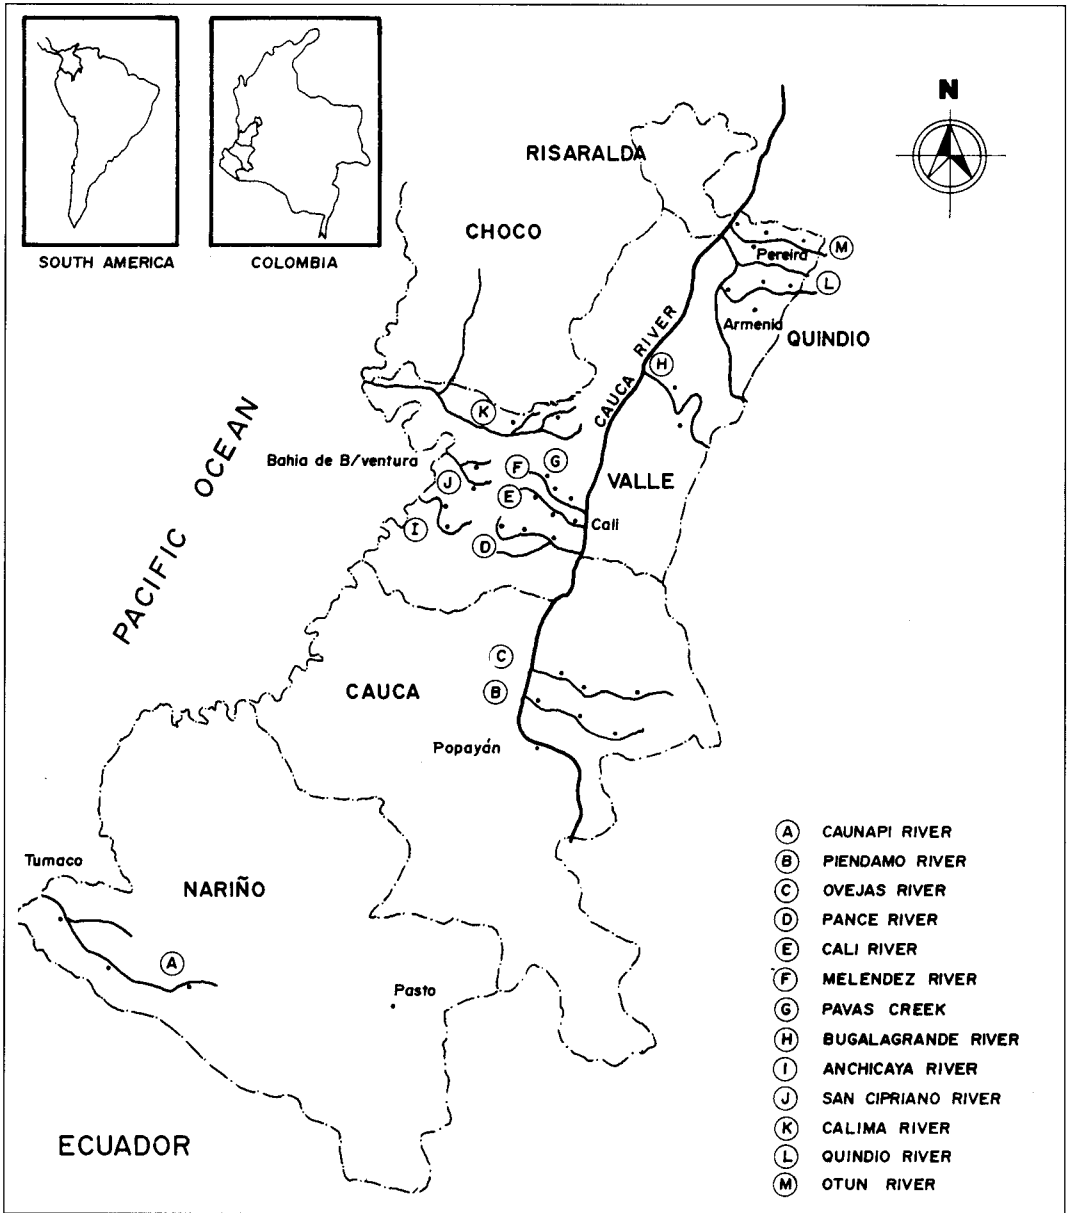 SOUTH AMERICA
COLOMBIA
N
RISARALDA
CHOCO
M
Pereira
L
Armenia
QUINDIO
CAUCA RIVER
H
PACIFIC OCEAN
K
Bahia de B/ventura
F
G
VALLE
J
E
I
Cali
D
C
CAUCA
B
Popayán
Tumaco
NARIÑO
A
Pasto
ECUADOR
A CAUNAPI RIVER
B PIENDAMO RIVER
C OVEJAS RIVER
D PANCE RIVER
E CALI RIVER
F MELENDEZ RIVER
G PAVAS CREEK
H BUGALAGRANDE RIVER
I ANCHICAYA RIVER
J SAN CIPRIANO RIVER
K CALIMA RIVER
L QUINDIO RIVER
M OTUN RIVER